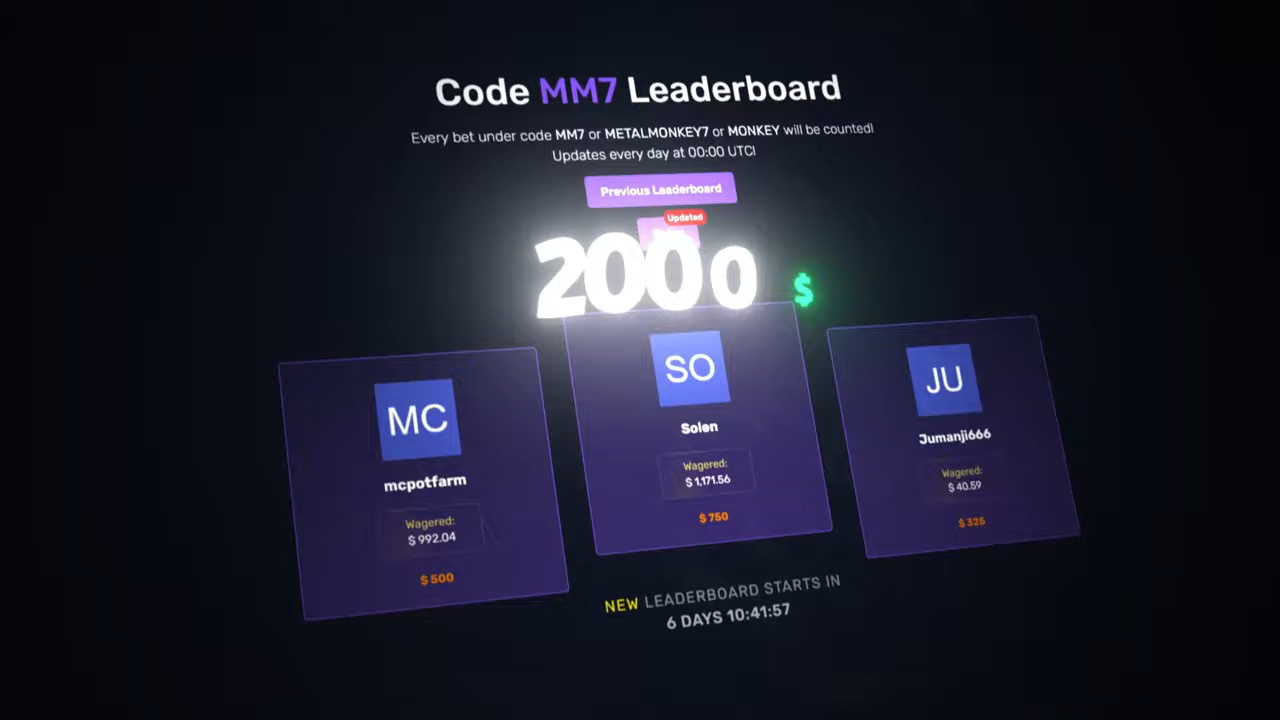 Code MM7 Leaderboard
Every bet under code MM7 or METALMONKEY7 or MONKEY will be counted!
Updates every day at 00:00 UTC!
Previous Leaderboard
Updated
2000 $
MC
mcpotfarm
Wagered:
$ 992.04
$ 500
SO
Solen
Wagered:
$ 1,171.56
$ 750
JU
Jumanji666
Wagered:
$ 40.59
$ 325
NEW LEADERBOARD STARTS IN
6 DAYS 10:41:57